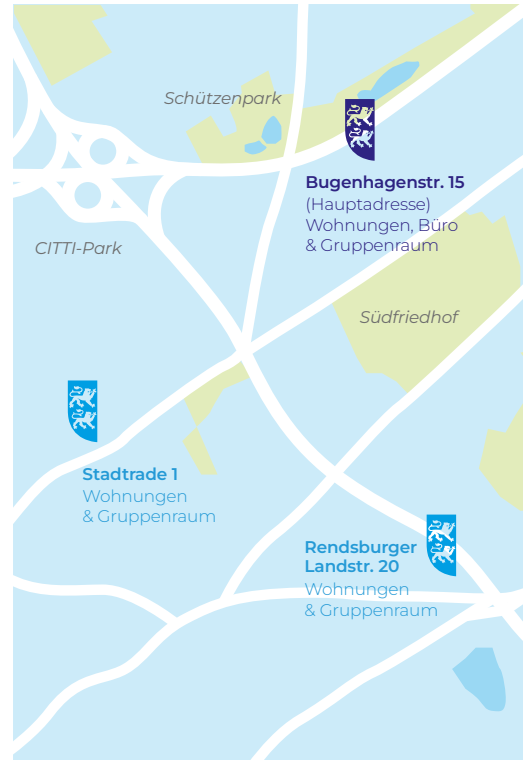 Schützenpark
Bugenhagenstr. 15
(Hauptadresse)
Wohnungen, Büro
& Gruppenraum
CITTI-Park
Südfriedhof
Stadtrade 1
Wohnungen
& Gruppenraum
Rendsburger
Landstr. 20
Wohnungen
& Gruppenraum